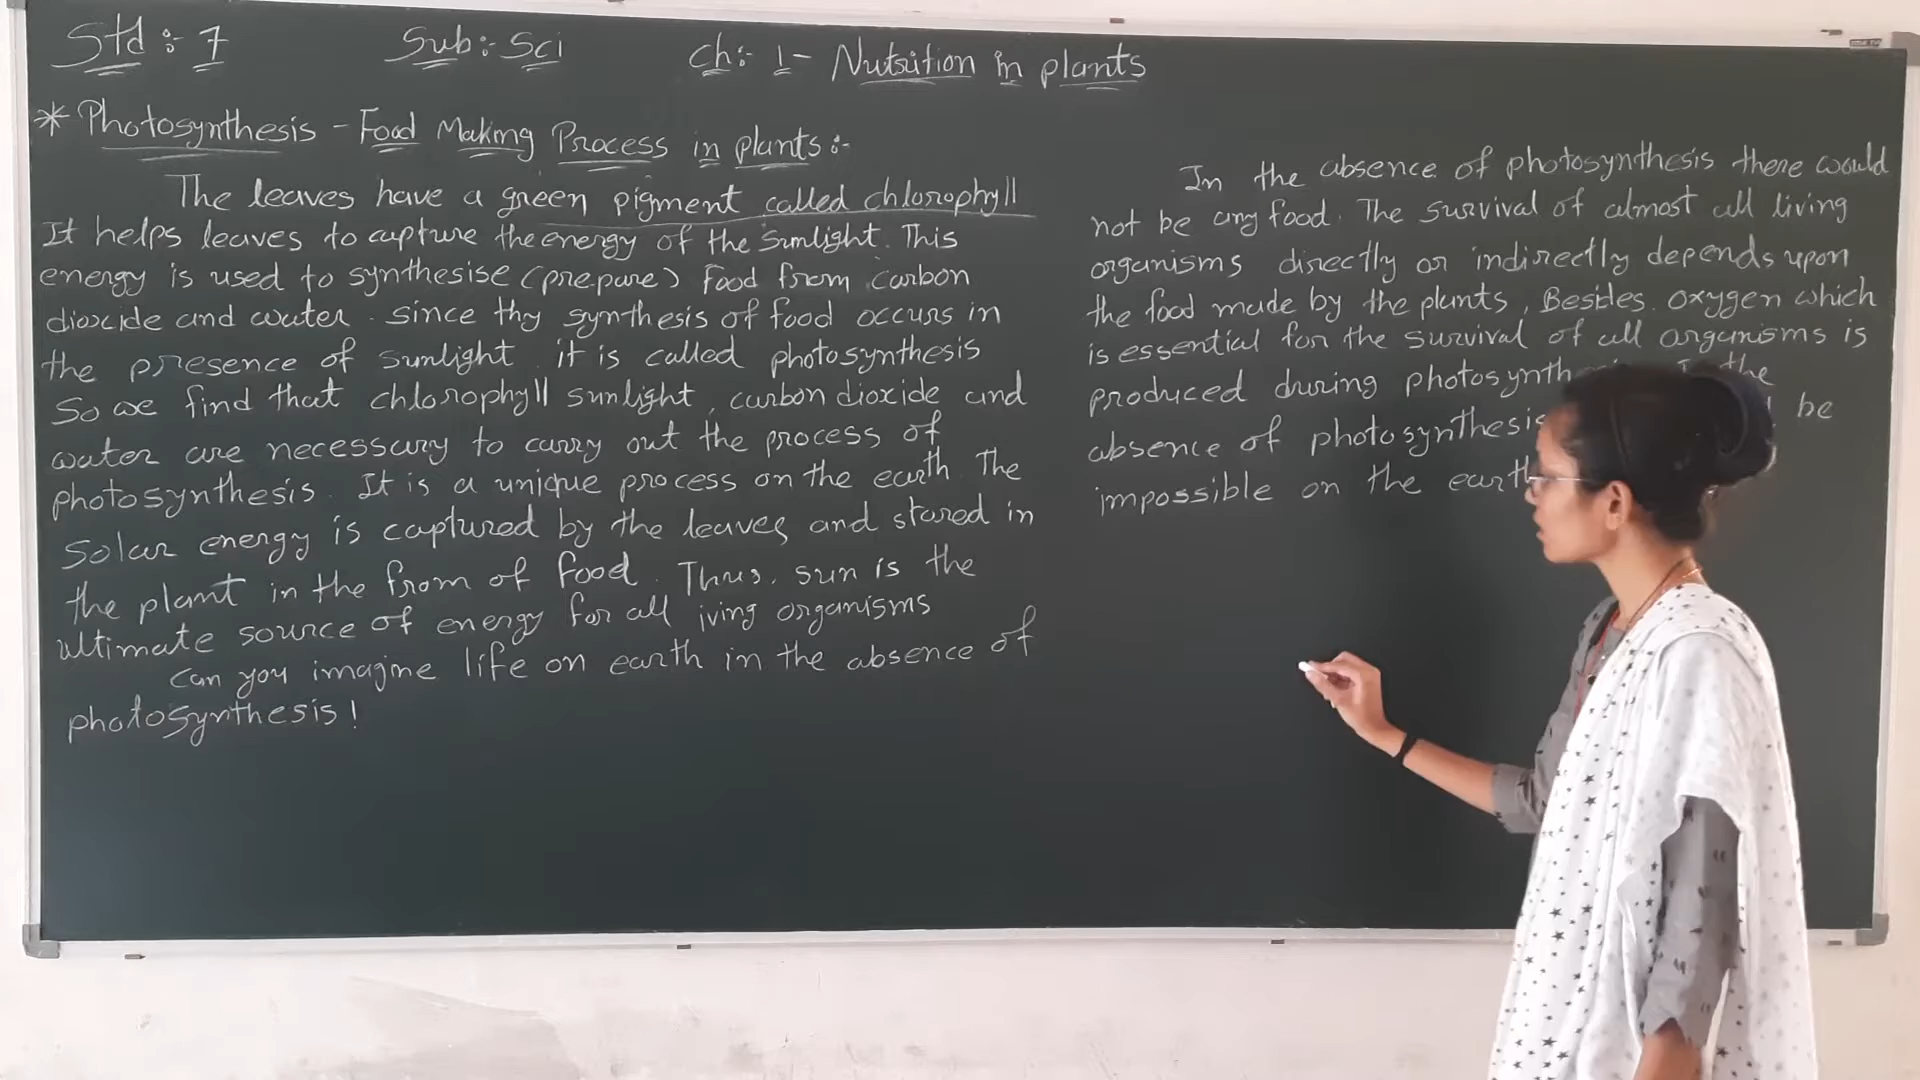 Std :- 7 Sub:- Sci Ch:- 1- Nutrition in plants
* Photosynthesis - Food Making Process in plants :-
The leaves have a green pigment called chlorophyll
It helps leaves to capture the energy of the sunlight. This
energy is used to synthesise (prepare) food from carbon
dioxide and water. since thy synthesis of food occurs in
the presence of sunlight it is called photosynthesis
So we find that chlorophyll sunlight, carbon dioxide and
water are necessary to carry out the process of
photosynthesis. It is a unique process on the earth. The
Solar energy is captured by the leaves and stored in
the plant in the from of food. Thus, sun is the
ultimate source of energy for all iving organisms
Can you imagine life on earth in the absence of
photosynthesis!
In the absence of photosynthesis there would
not be any food. The survival of almost all living
organisms directly or indirectly depends upon
the food made by the plants, Besides. oxygen which
is essential for the survival of all organisms is
produced during photosynth the
absence of photosynthesis be
impossible on the earth